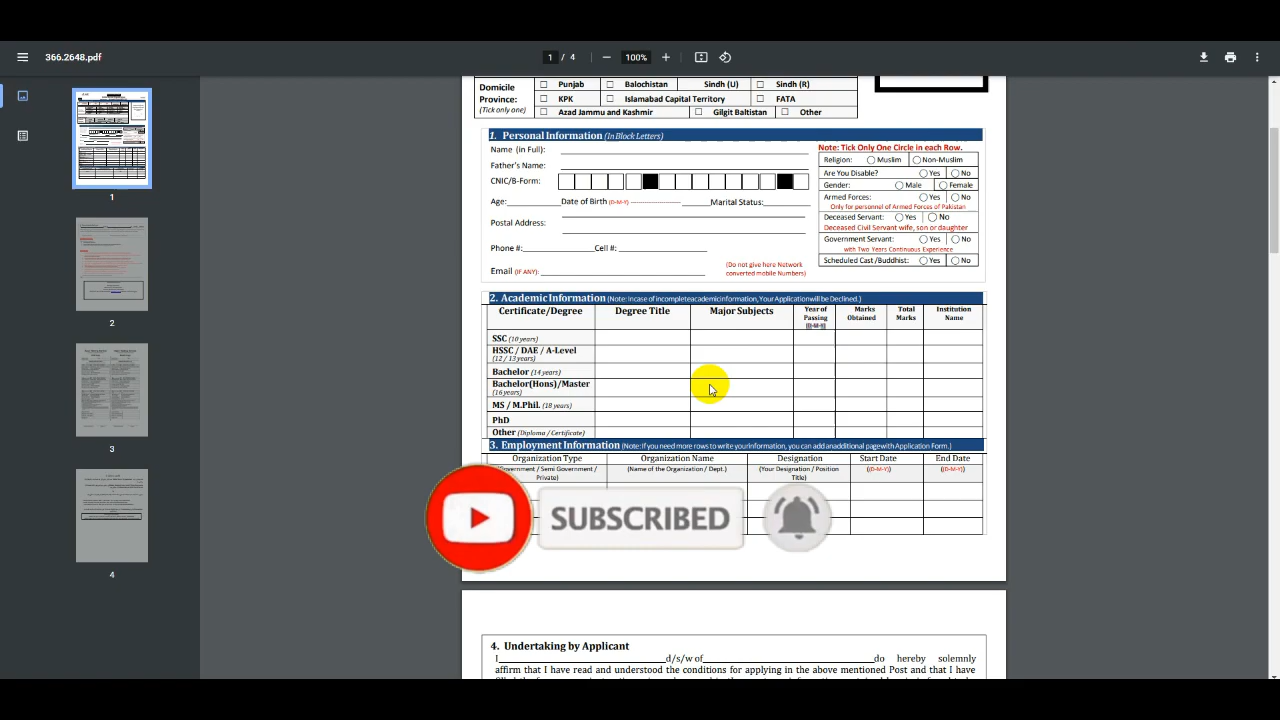 366.2648.pdf
1 / 4
100%
Domicile
Province:
(Tick only one)
Punjab Balochistan Sindh (U) Sindh (R)
KPK Islamabad Capital Territory FATA
Azad Jammu and Kashmir Gilgit Baltistan Other
1. Personal Information (In Block Letters)
Name (in Full):
Father's Name:
CNIC/B-Form:
Age: Date of Birth (D-M-Y) Marital Status:
Postal Address:
Phone #: Cell #:
Email (IF ANY):
(Do not give here Network
converted mobile Numbers)
Note: Tick Only One Circle in each Row.
Religion: Muslim Non-Muslim
Are You Disable? Yes No
Gender: Male Female
Armed Forces: Yes No
Only for personnel of Armed Forces of Pakistan
Deceased Servant: Yes No
Deceased Civil Servant wife, son or daughter
Government Servant: Yes No
with Two Years Continuous Experience
Scheduled Cast /Buddhist: Yes No
2. Academic Information (Note: In case of incomplete academic information, Your Application will be Declined.)
Certificate/Degree Degree Title Major Subjects Year of Passing (D-M-Y) Marks Obtained Total Marks Institution Name
SSC (10 years)
HSSC / DAE / A-Level
(12 / 13 years)
Bachelor (14 years)
Bachelor(Hons)/Master
(16 years)
MS / M.Phil. (18 years)
PhD
Other (Diploma / Certificate)
3. Employment Information (Note: If you need more rows to write your information, you can add an additional page with Application Form.)
Organization Type Organization Name Designation Start Date End Date
(Government / Semi Government / Private) (Name of the Organization / Dept.) (Your Designation / Position Title) (D-M-Y) (D-M-Y)
SUBSCRIBED
4. Undertaking by Applicant
I d/s/w of do hereby solemnly
affirm that I have read and understood the conditions for applying in the above mentioned Post and that I have
1
2
3
4